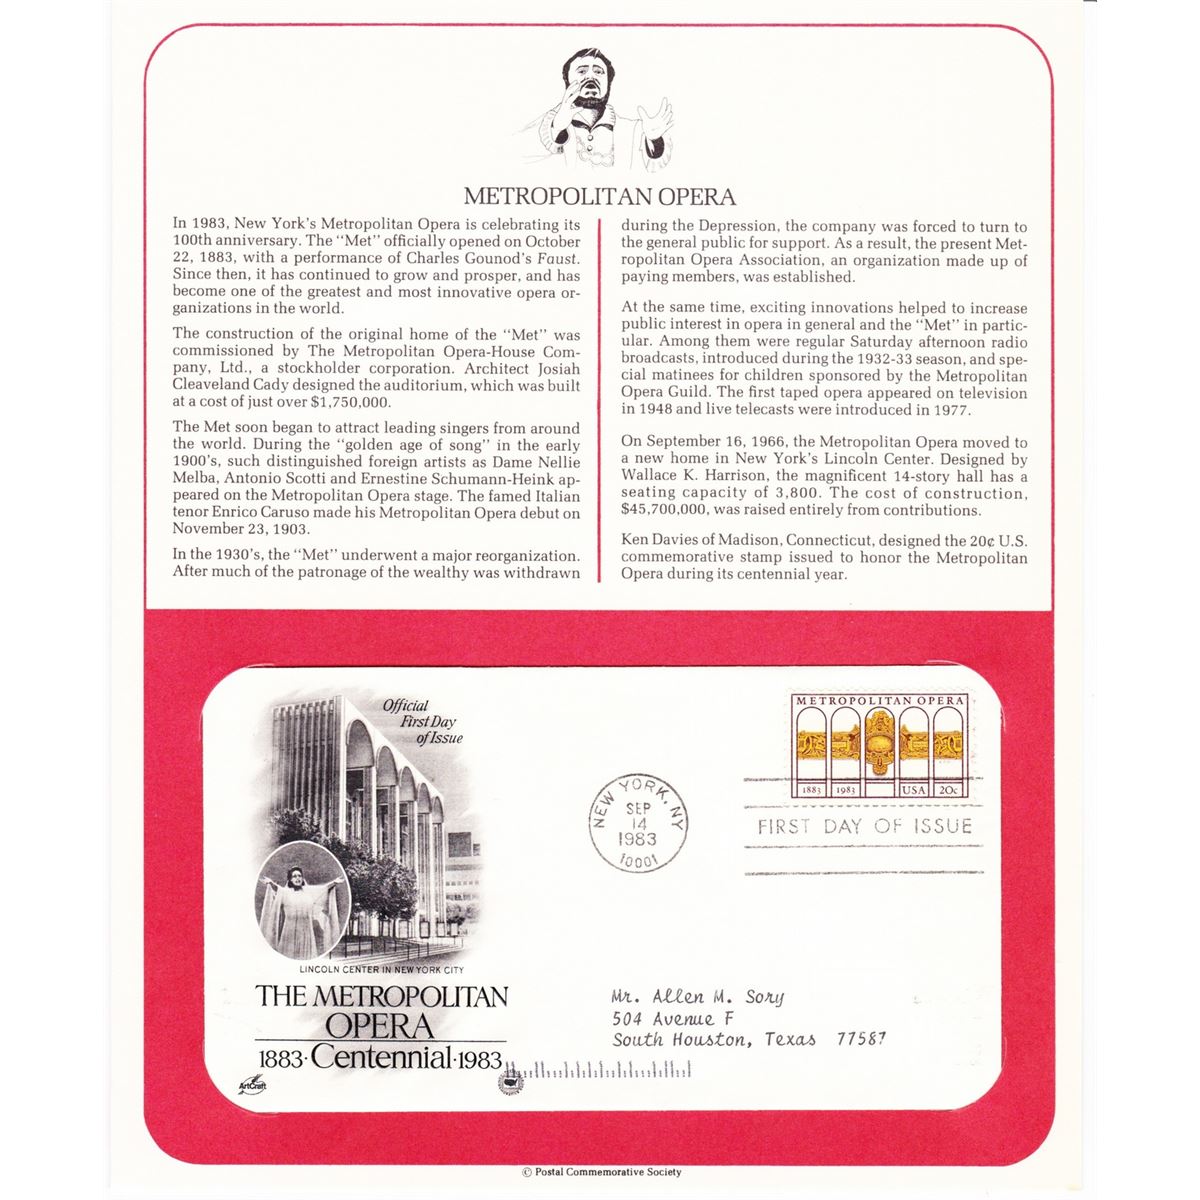 METROPOLITAN OPERA
In 1983, New York's Metropolitan Opera is celebrating its
100th anniversary. The "Met" officially opened on October
22, 1883, with a performance of Charles Gounod's Faust.
Since then, it has continued to grow and prosper, and has
become one of the greatest and most innovative opera or-
ganizations in the world.
The construction of the original home of the "Met" was
commissioned by The Metropolitan Opera-House Com-
pany, Ltd., a stockholder corporation. Architect Josiah
Cleaveland Cady designed the auditorium, which was built
at a cost of just over $1,750,000.
The Met soon began to attract leading singers from around
the world. During the "golden age of song" in the early
1900's, such distinguished foreign artists as Dame Nellie
Melba, Antonio Scotti and Ernestine Schumann-Heink ap-
peared on the Metropolitan Opera stage. The famed Italian
tenor Enrico Caruso made his Metropolitan Opera debut on
November 23, 1903.
In the 1930's, the "Met" underwent a major reorganization.
After much of the patronage of the wealthy was withdrawn
during the Depression, the company was forced to turn to
the general public for support. As a result, the present Met-
ropolitan Opera Association, an organization made up of
paying members, was established.
At the same time, exciting innovations helped to increase
public interest in opera in general and the "Met" in partic-
ular. Among them were regular Saturday afternoon radio
broadcasts, introduced during the 1932-33 season, and spe-
cial matinees for children sponsored by the Metropolitan
Opera Guild. The first taped opera appeared on television
in 1948 and live telecasts were introduced in 1977.
On September 16, 1966, the Metropolitan Opera moved to
a new home in New York's Lincoln Center. Designed by
Wallace K. Harrison, the magnificent 14-story hall has a
seating capacity of 3,800. The cost of construction,
$45,700,000, was raised entirely from contributions.
Ken Davies of Madison, Connecticut, designed the 20¢ U.S.
commemorative stamp issued to honor the Metropolitan
Opera during its centennial year.
Official
First Day
of Issue
METROPOLITAN OPERA
1883 1983 USA 20c
NEW YORK, NY
SEP
14
1983
10001
FIRST DAY OF ISSUE
LINCOLN CENTER IN NEW YORK CITY
THE METROPOLITAN
OPERA
1883·Centennial·1983
ArtCraft
Mr. Allen M. Sory
504 Avenue F
South Houston, Texas 77587
© Postal Commemorative Society